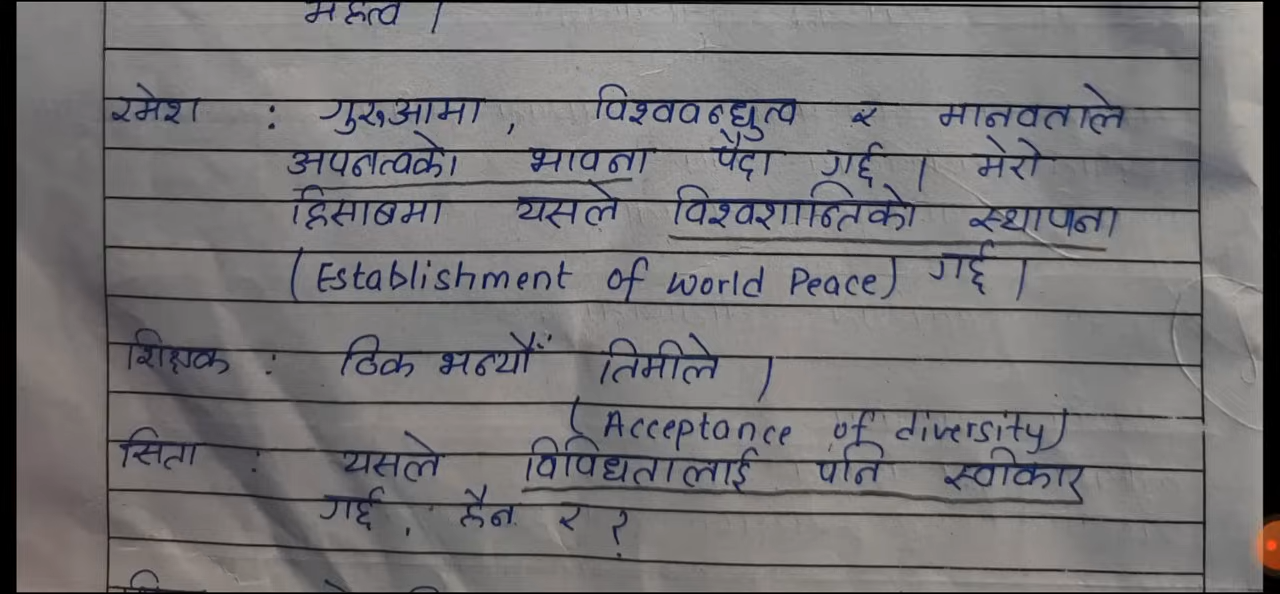 महत्व ।
रमेश : गुरुआमा , विश्ववन्धुत्व र मानवताले
अपनत्वको भावना पैदा गर्द्द । मेरो
हिसाबमा यसले विश्वशान्तिको स्थापना
(Establishment of world Peace) गर्द्द ।
शिक्षक : ठिक भन्यौँ तिमीले ।
(Acceptance of diversity)
सिता : यसले विविधतालाई पनि स्वीकार
गर्द्द , हैन र ?